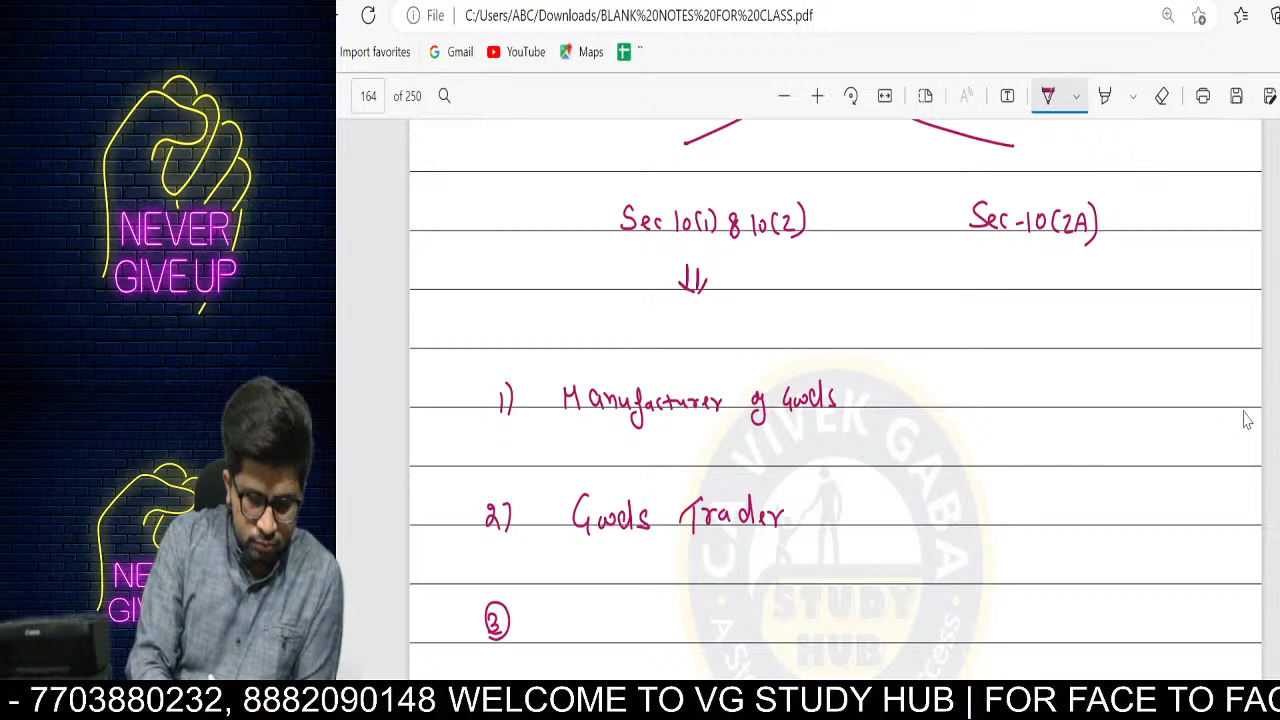 File C:/Users/ABC/Downloads/BLANK%20NOTES%20FOR%20CLASS.pdf
Import favorites Gmail YouTube Maps
164 of 250
Sec 10(1) & 10(2) Sec-10(2A)
1) Manufacturer of Goods
2) Goods Trader
3
NEVER
GIVE UP
NE
GIV
Canon
- 7703880232, 8882090148 WELCOME TO VG STUDY HUB | FOR FACE TO FAC